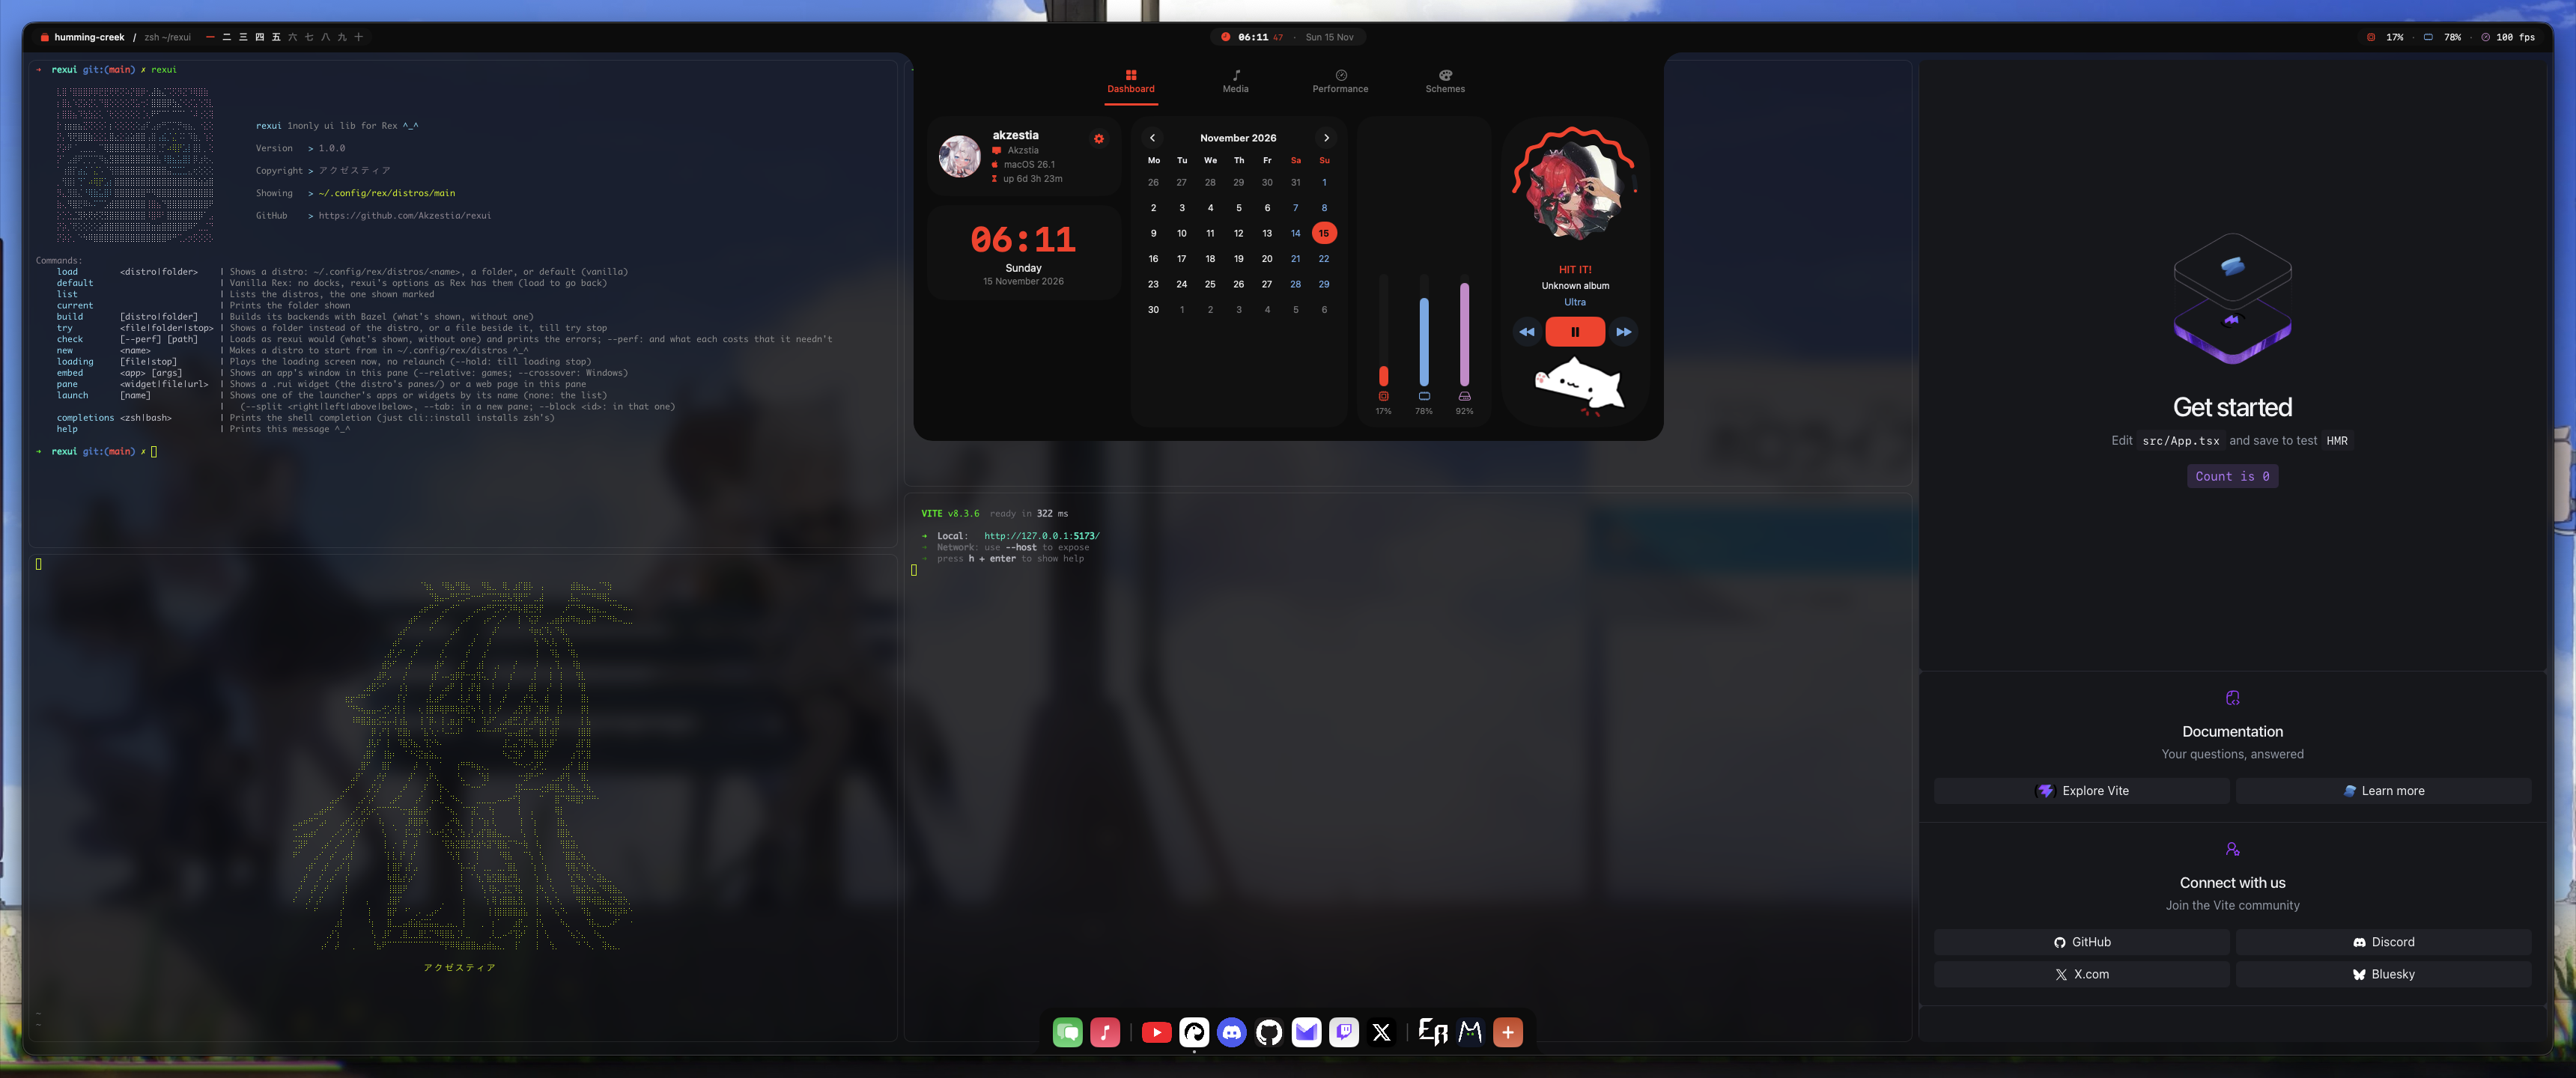 humming-creek / zsh ~/rexui 一 二 三 四 五 六 七 八 九 十
06:11 47 · Sun 15 Nov
17% · 78% · 100 fps
➜ rexui git:(main) ✗ rexui
rexui 1nonly ui lib for Rex ^_^
Version > 1.0.0
Copyright > アクゼスティア
Showing > ~/.config/rex/distros/main
GitHub > https://github.com/Akzestia/rexui
Commands:
load <distro|folder> | Shows a distro: ~/.config/rex/distros/<name>, a folder, or default (vanilla)
default | Vanilla Rex: no docks, rexui's options as Rex has them (load to go back)
list | Lists the distros, the one shown marked
current | Prints the folder shown
build [distro|folder] | Builds its backends with Bazel (what's shown, without one)
try <file|folder|stop> | Shows a folder instead of the distro, or a file beside it, till try stop
check [--perf] [path] | Loads as rexui would (what's shown, without one) and prints the errors; --perf: and what each costs that it needn't
new <name> | Makes a distro to start from in ~/.config/rex/distros ^_^
loading [file|stop] | Plays the loading screen now, no relaunch (--hold: till loading stop)
embed <app> [args] | Shows an app's window in this pane (--relative: games; --crossover: Windows)
pane <widget|file|url> | Shows a .rui widget (the distro's panes/) or a web page in this pane
launch [name] | Shows one of the launcher's apps or widgets by its name (none: the list)
| (--split <right|left|above|below>, --tab: in a new pane; --block <id>: in that one)
completions <zsh|bash> | Prints the shell completion (just cli::install installs zsh's)
help | Prints this message ^_^
➜ rexui git:(main) ✗
アクゼスティア
~
~
Dashboard
Media
Performance
Schemes
akzestia
Akzstia
macOS 26.1
up 6d 3h 23m
06:11
Sunday
15 November 2026
November 2026
Mo Tu We Th Fr Sa Su
26 27 28 29 30 31 1
2 3 4 5 6 7 8
9 10 11 12 13 14 15
16 17 18 19 20 21 22
23 24 25 26 27 28 29
30 1 2 3 4 5 6
17% 78% 92%
HIT IT!
Unknown album
Ultra
VITE v8.3.6 ready in 322 ms
➜ Local: http://127.0.0.1:5173/
➜ Network: use --host to expose
➜ press h + enter to show help
Get started
Edit src/App.tsx and save to test HMR
Count is 0
Documentation
Your questions, answered
Explore Vite
Learn more
Connect with us
Join the Vite community
GitHub
Discord
X.com
Bluesky